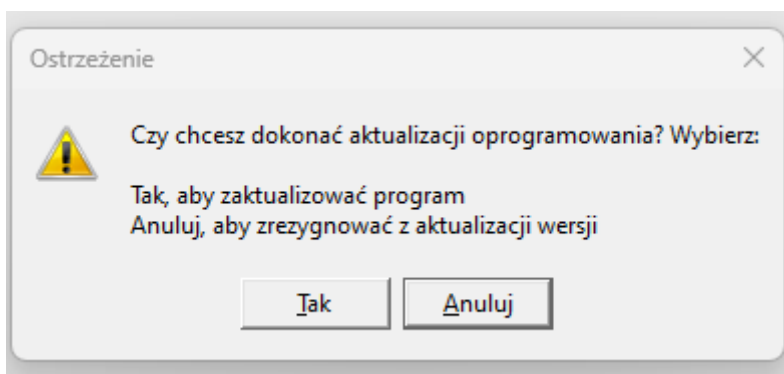 Ostrzeżenie
Czy chcesz dokonać aktualizacji oprogramowania? Wybierz:
Tak, aby zaktualizować program
Anuluj, aby zrezygnować z aktualizacji wersji
Tak
Anuluj